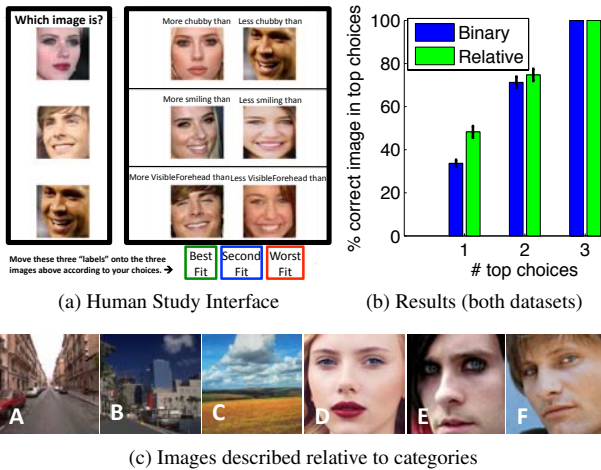 Which image is?
More chubby than
Less chubby than
More smiling than
Less smiling than
More VisibleForehead than
Less VisibleForehead than
Move these three "labels" onto the three
images above according to your choices. →
Best
Fit
Second
Fit
Worst
Fit
(a) Human Study Interface
% correct image in top choices
100
80
60
40
20
0
Binary
Relative
1
2
3
# top choices
(b) Results (both datasets)
A
B
C
D
E
F
(c) Images described relative to categories